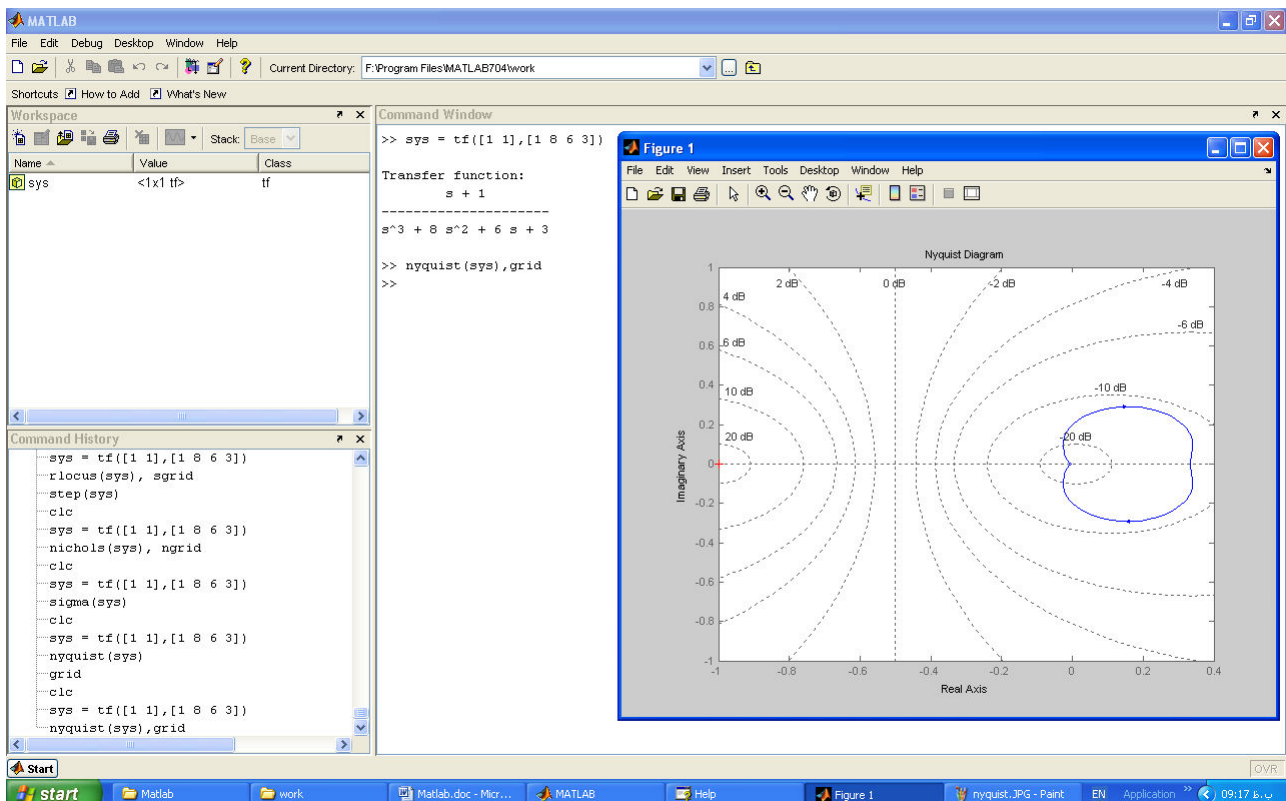 MATLAB
File Edit Debug Desktop Window Help
Current Directory: F:\Program Files\MATLAB704\work
Shortcuts How to Add What's New
Workspace
Stack: Base
Name Value Class
sys <1x1 tf> tf
Command History
sys = tf([1 1],[1 8 6 3])
rlocus(sys), sgrid
step(sys)
clc
sys = tf([1 1],[1 8 6 3])
nichols(sys), ngrid
clc
sys = tf([1 1],[1 8 6 3])
sigma(sys)
clc
sys = tf([1 1],[1 8 6 3])
nyquist(sys)
grid
clc
sys = tf([1 1],[1 8 6 3])
nyquist(sys),grid
Command Window
>> sys = tf([1 1],[1 8 6 3])
Transfer function:
s + 1
---------------------
s^3 + 8 s^2 + 6 s + 3
>> nyquist(sys),grid
>>
Figure 1
File Edit View Insert Tools Desktop Window Help
Nyquist Diagram
1
0.8
0.6
0.4
0.2
0
-0.2
-0.4
-0.6
-0.8
-1
Imaginary Axis
2 dB 0 dB -2 dB -4 dB
4 dB
-6 dB
6 dB
10 dB -10 dB
20 dB -20 dB
-1 -0.8 -0.6 -0.4 -0.2 0 0.2 0.4
Real Axis
Start
OVR
start Matlab work Matlab.doc - Micr... MATLAB Help Figure 1 nyquist.JPG - Paint EN Application » 09:17 ب.ظ